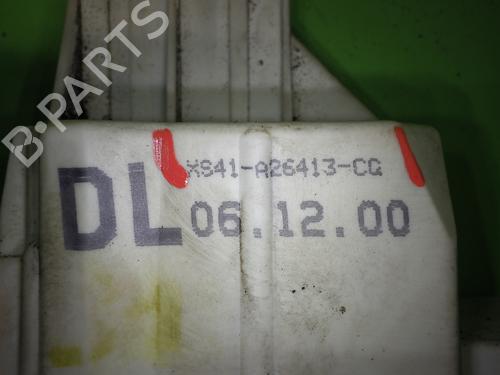 B-PARTS
XS41-A26413-CG
DL
06.12.00